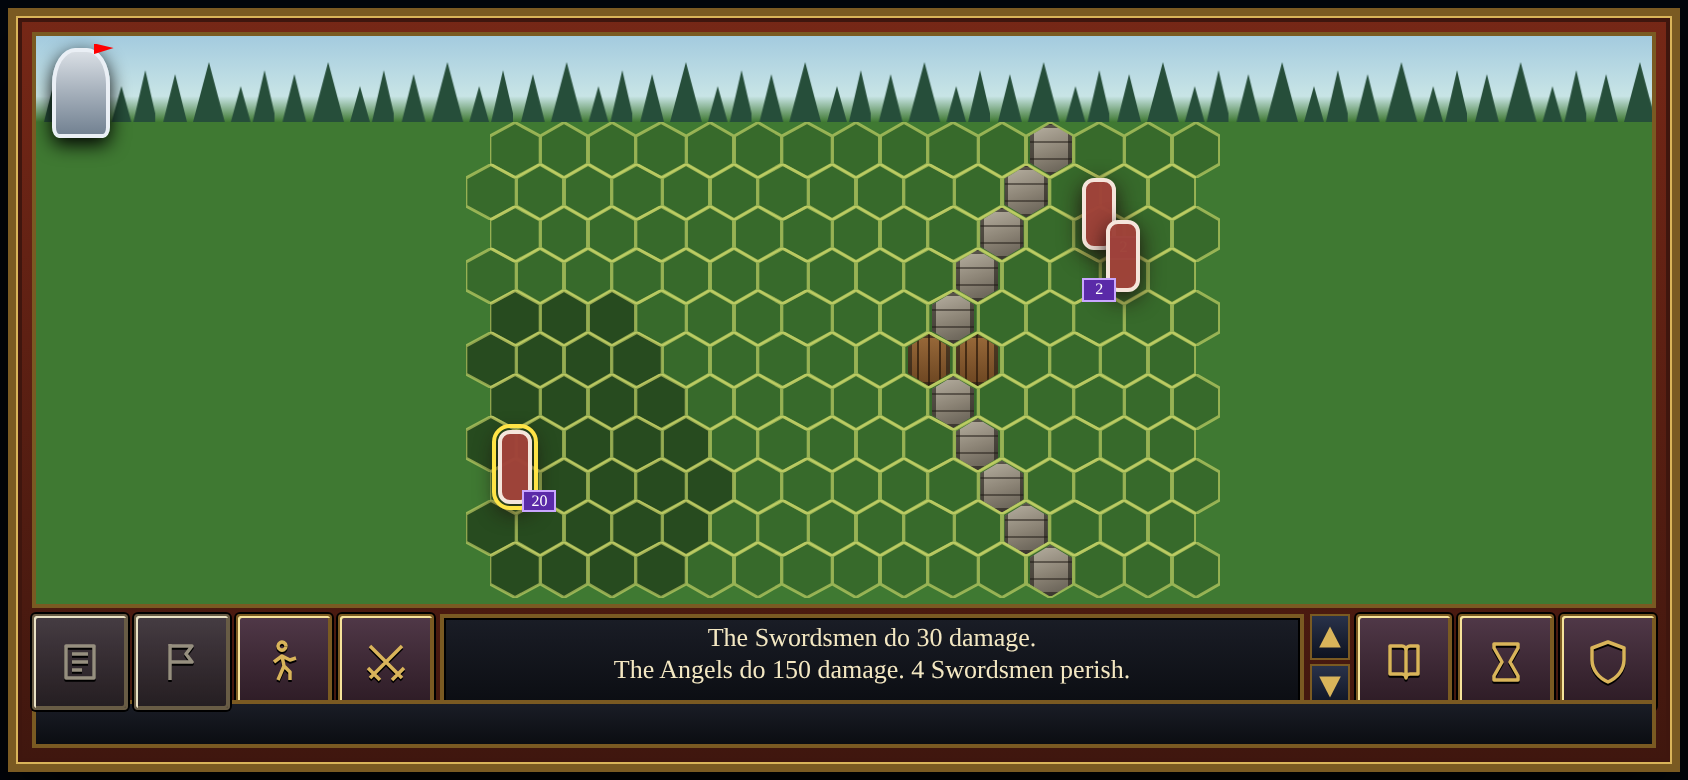 2
20
The Swordsmen do 30 damage.
The Angels do 150 damage. 4 Swordsmen perish.